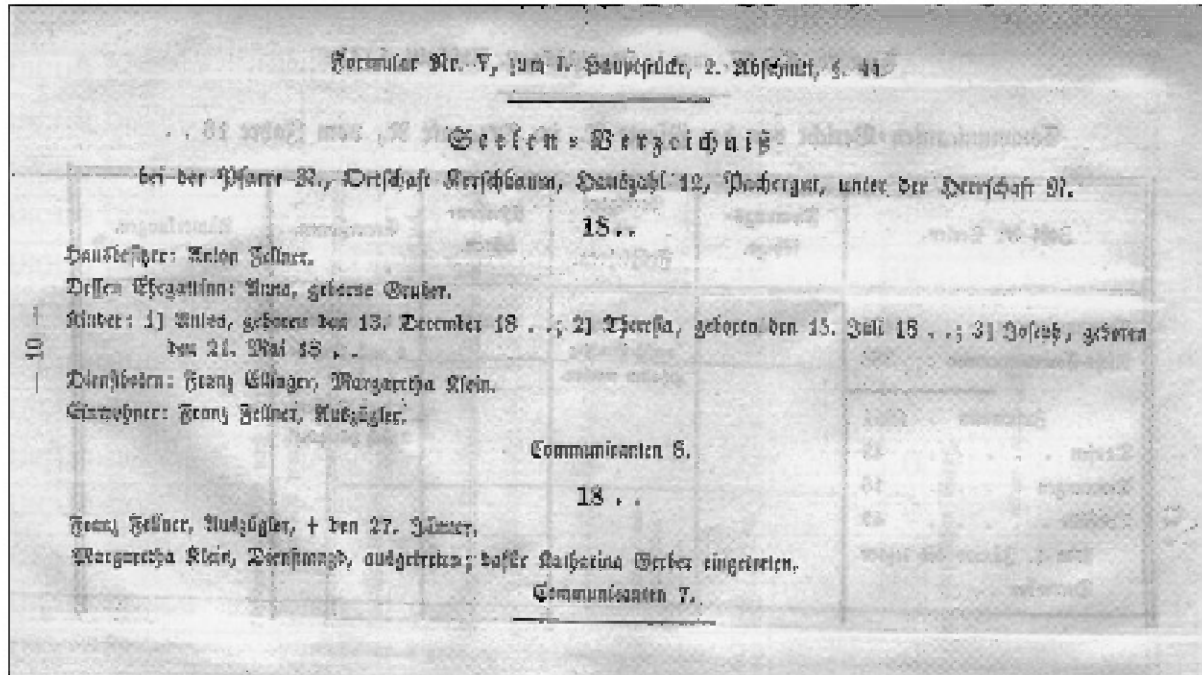 Formular Nr. V, zum I. Hauptstücke, 2. Abschnitt, §. 44.
Seelen-Verzeichniß
bei der Pfarre N., Ortschaft Kerschbaum, Hauszahl 12, Pachergut, unter der Herrschaft N.
18..
Hausbesitzer: Anton Fellner.
Dessen Ehegattinn: Anna, geborne Gruber.
Kinder: 1] Anton, geboren den 13. December 18 . .; 2] Theresia, geboren den 15. Juli 18 . .; 3] Joseph, geboren
den 21. Mai 18 . .
Dienstboten: Franz Ellinger, Margaretha Klein.
Einwohner: Franz Fellner, Auszügler.
Communicanten 8.
18 . .
Franz Fellner, Auszügler, + den 27. Jänner.
Margaretha Klein, Dienstmagd, ausgetreten; dafür Katharina Gerber eingetreten.
Communicanten 7.
— 10 —